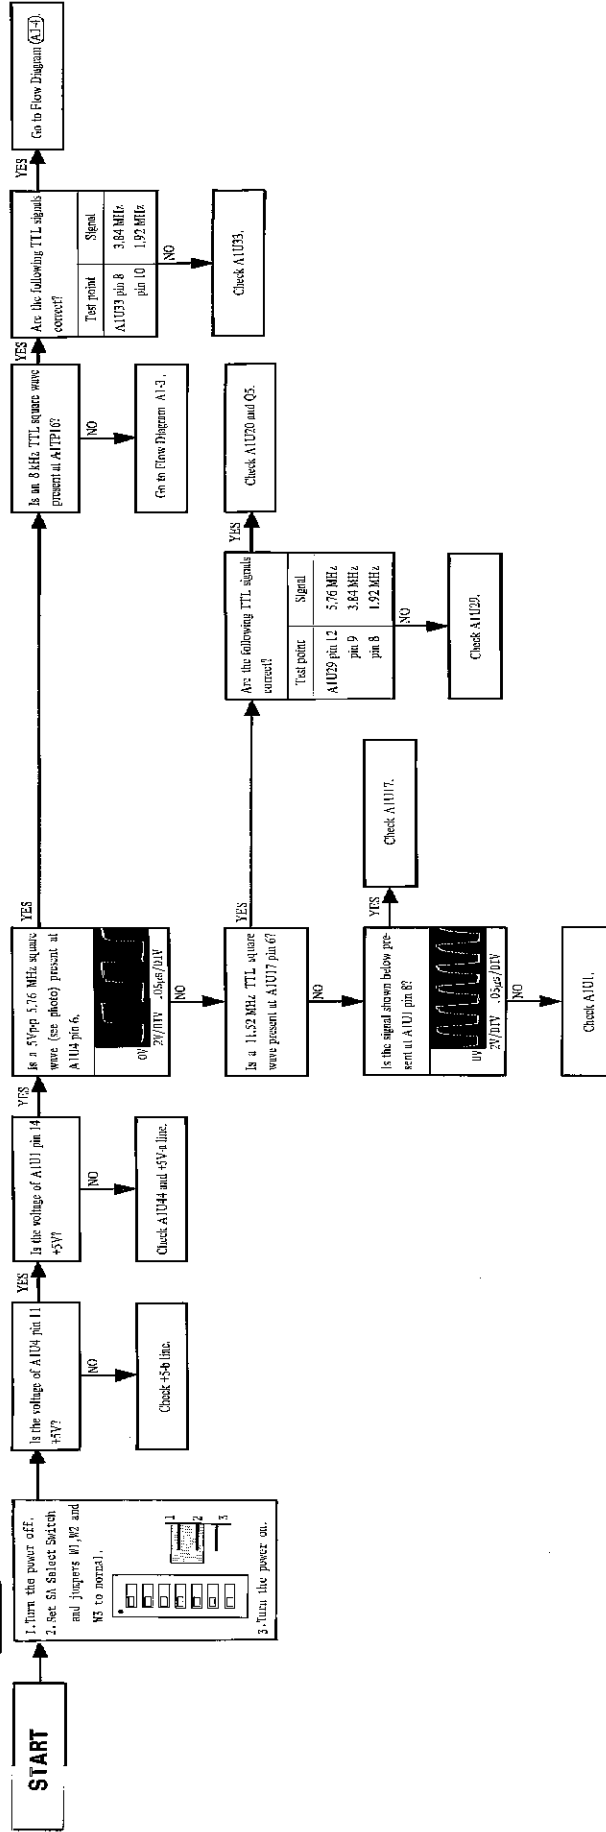 START
1.Turn the power off.
2.Set SA Select Switch
and jumpers W1,W2 and
W3 to normal.
1
2
3
3.Turn the power on.
Is the voltage of A1U4 pin 11
+5V?
YES
NO
Check +5-b line.
Is the voltage of A1U1 pin 14
+5V?
YES
NO
Check A1U44 and +5V-a line.
is a 5Vp-p 5.76 MHz square
wave (see photo) present at
A1U4 pin 6.
0V
2V/DIV .05µs/DIV
YES
NO
Is a 11.52 MHz TTL square
wave present at A1U17 pin 6?
YES
NO
Is the signal shown below pre-
sent at A1U1 pin 8?
0V
2V/DIV .05µs/DIV
YES
Check A1U17.
NO
Check A1U1.
Are the following TTL signals
correct?
Test point Signal
A1U29 pin 12 5.76 MHz
pin 9 3.84 MHz
pin 8 1.92 MHz
YES
Check A1U20 and Q5.
NO
Check A1U29.
Is an 8 kHz TTL square wave
present at A1TP16?
YES
NO
Go to Flow Diagram A1-3.
Are the following TTL signals
correct?
Test point Signal
A1U33 pin 8 3.84 MHz
pin 10 1.92 MHz
YES
Go to Flow Diagram (A1-4).
NO
Check A1U33.